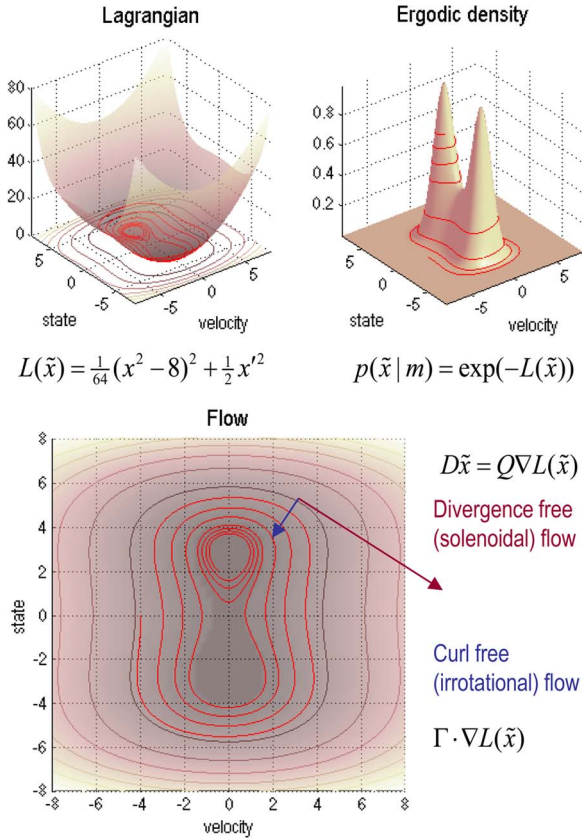 Lagrangian
Ergodic density
80
60
40
20
0
5
0
-5
state
-5
0
5
velocity
0.8
0.6
0.4
0.2
5
0
-5
state
-5
0
5
velocity
L(x̃) = 1/64 (x² − 8)² + 1/2 x′²
p(x̃ | m) = exp(−L(x̃))
Flow
8
6
4
2
0
-2
-4
-6
-8
state
-8 -6 -4 -2 0 2 4 6 8
velocity
Dx̃ = Q∇L(x̃)
Divergence free
(solenoidal) flow
Curl free
(irrotational) flow
Γ · ∇L(x̃)